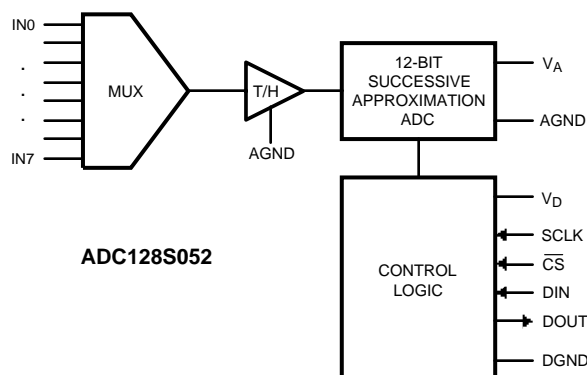 IN0
.
.
.
IN7
MUX
T/H
AGND
12-BIT
SUCCESSIVE
APPROXIMATION
ADC
VA
AGND
ADC128S052
CONTROL
LOGIC
VD
SCLK
C̅S̅
DIN
DOUT
DGND